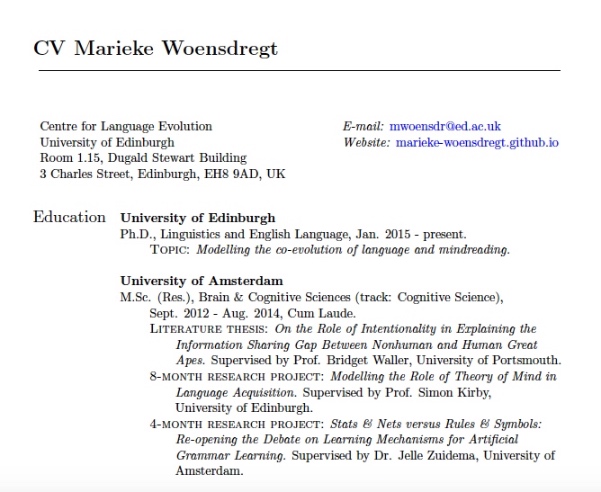 CV Marieke Woensdregt
Centre for Language Evolution
University of Edinburgh
Room 1.15, Dugald Stewart Building
3 Charles Street, Edinburgh, EH8 9AD, UK
E-mail: mwoensdr@ed.ac.uk
Website: marieke-woensdregt.github.io
Education
University of Edinburgh
Ph.D., Linguistics and English Language, Jan. 2015 - present.
TOPIC: Modelling the co-evolution of language and mindreading.
University of Amsterdam
M.Sc. (Res.), Brain & Cognitive Sciences (track: Cognitive Science),
Sept. 2012 - Aug. 2014, Cum Laude.
LITERATURE THESIS: On the Role of Intentionality in Explaining the
Information Sharing Gap Between Nonhuman and Human Great
Apes. Supervised by Prof. Bridget Waller, University of Portsmouth.
8-MONTH RESEARCH PROJECT: Modelling the Role of Theory of Mind in
Language Acquisition. Supervised by Prof. Simon Kirby,
University of Edinburgh.
4-MONTH RESEARCH PROJECT: Stats & Nets versus Rules & Symbols:
Re-opening the Debate on Learning Mechanisms for Artificial
Grammar Learning. Supervised by Dr. Jelle Zuidema, University of
Amsterdam.